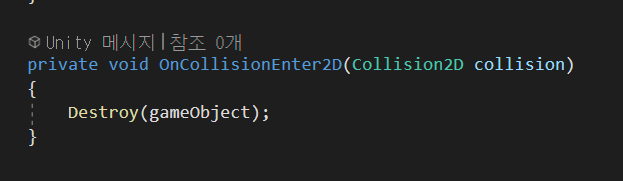 }
Unity 메시지 | 참조 0개
private void OnCollisionEnter2D(Collision2D collision)
{
Destroy(gameObject);
}